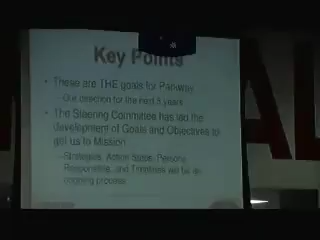 Key Points
• These are THE goals for Parkway
– Our direction for the next 5 years
• The Steering Committee has led the
development of Goals and Objectives to
get us to Mission
– Strategies, Action Steps, Persons
Responsible, and Timelines will be an
ongoing process
AL